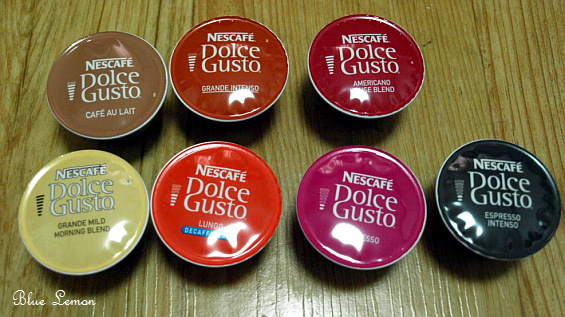 NESCAFÉ
Dolce
Gusto
CAFÉ AU LAIT
NESCAFÉ
Dolce
Gusto
GRANDE INTENSO
NESCAFÉ
Dolce
Gusto
AMERICANO
BLEND
NESCAFÉ
Dolce
Gusto
GRANDE MILD
MORNING BLEND
NESCAFÉ
Dolce
Gusto
LUNGO
NESCAFÉ
Dolce
Gusto
NESCAFÉ
Dolce
Gusto
ESPRESSO
INTENSO
Blue Lemon